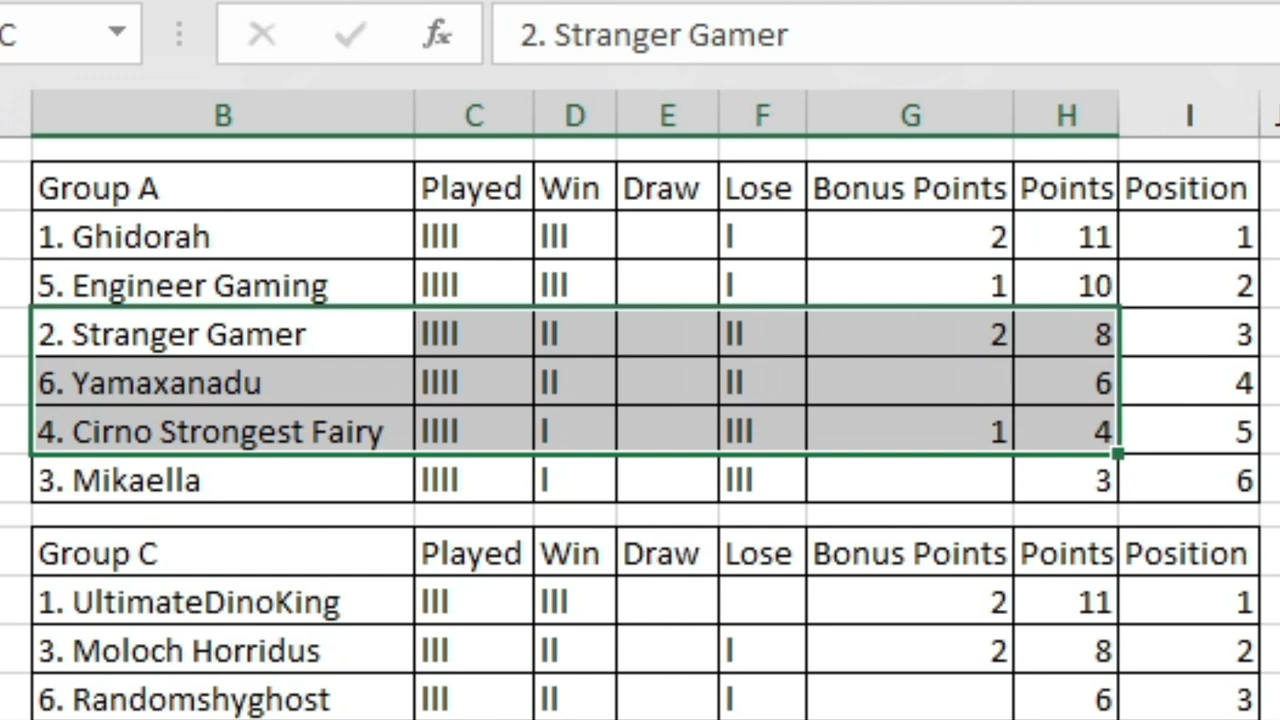 C fx 2. Stranger Gamer
B C D E F G H I
Group A Played Win Draw Lose Bonus Points Points Position
1. Ghidorah IIII III I 2 11 1
5. Engineer Gaming IIII III I 1 10 2
2. Stranger Gamer IIII II II 2 8 3
6. Yamaxanadu IIII II II 6 4
4. Cirno Strongest Fairy IIII I III 1 4 5
3. Mikaella IIII I III 3 6
Group C Played Win Draw Lose Bonus Points Points Position
1. UltimateDinoKing III III 2 11 1
3. Moloch Horridus III II I 2 8 2
6. Randomshyghost III II I 6 3